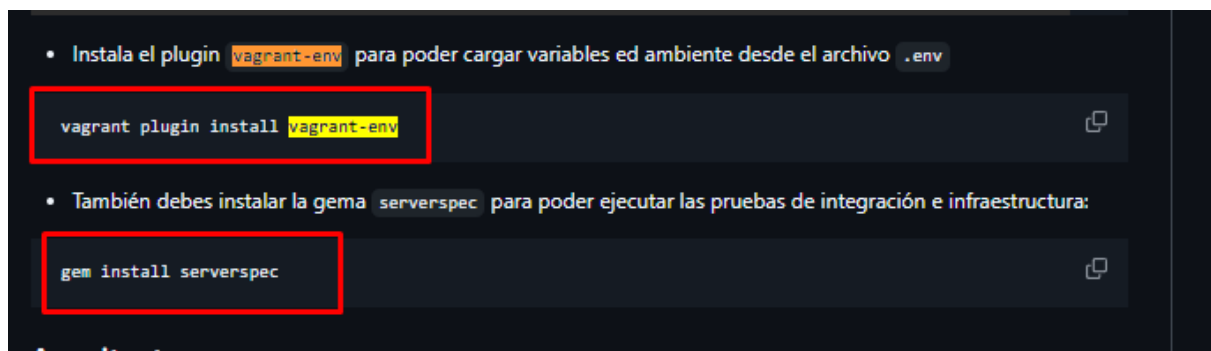 Instala el plugin vagrant-env para poder cargar variables ed ambiente desde el archivo .env
vagrant plugin install vagrant-env
También debes instalar la gema serverspec para poder ejecutar las pruebas de integración e infraestructura:
gem install serverspec